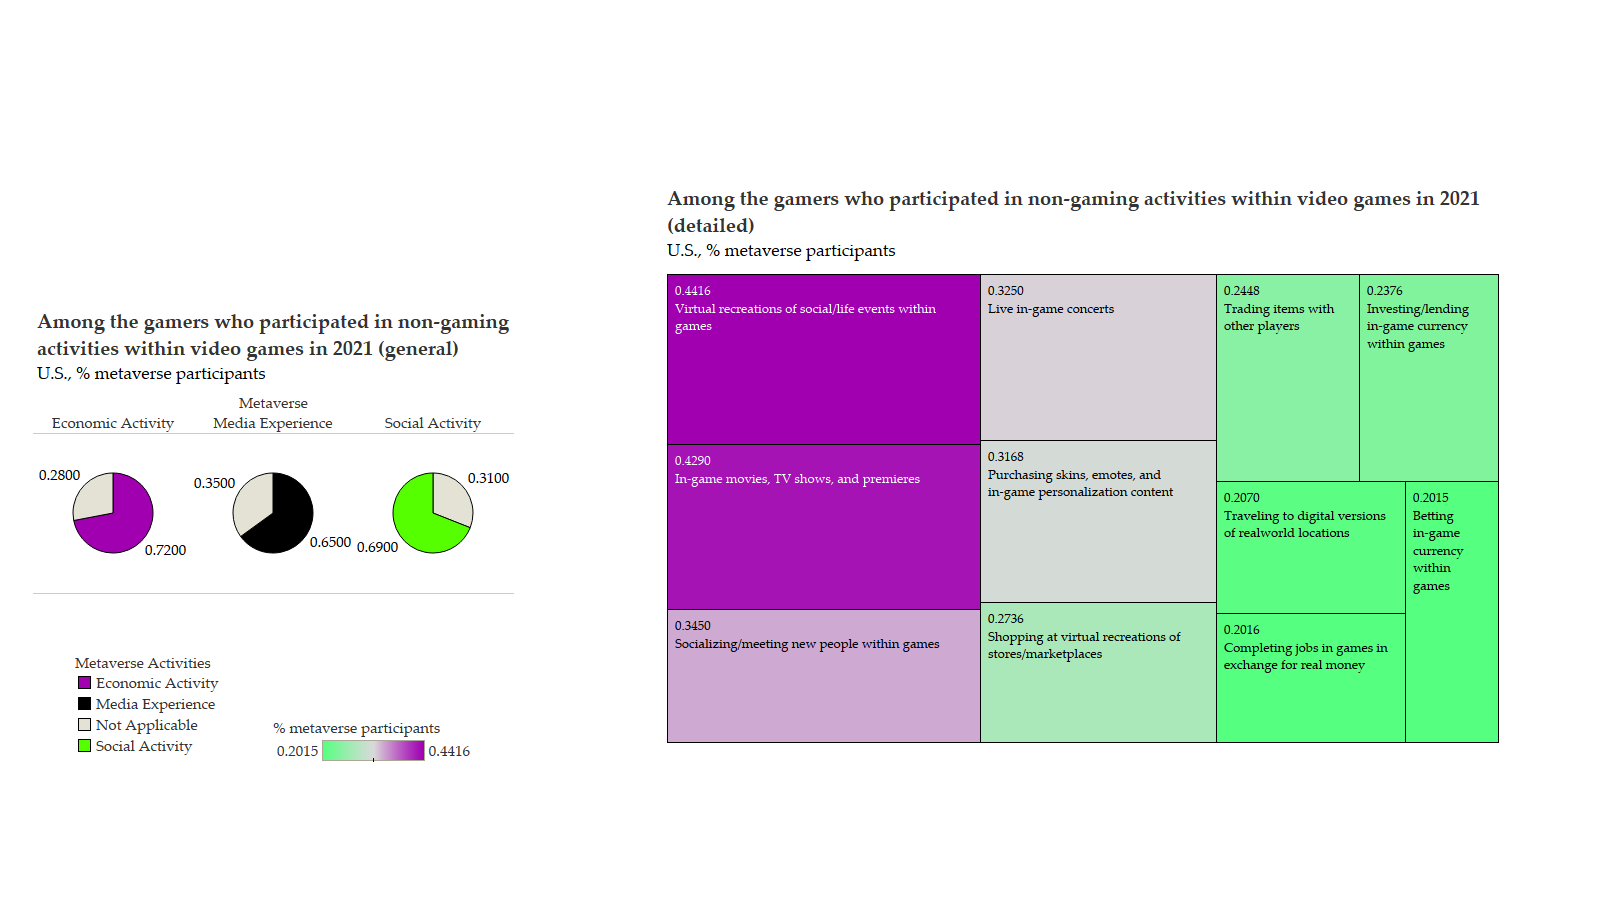 Among the gamers who participated in non-gaming
activities within video games in 2021 (general)
U.S., % metaverse participants
Metaverse
Economic Activity
Media Experience
Social Activity
0.2800
0.7200
0.3500
0.6500
0.3100
0.6900
Metaverse Activities
Economic Activity
Media Experience
Not Applicable
Social Activity
% metaverse participants
0.2015
0.4416
Among the gamers who participated in non-gaming activities within video games in 2021
(detailed)
U.S., % metaverse participants
0.4416
Virtual recreations of social/life events within
games
0.4290
In-game movies, TV shows, and premieres
0.3450
Socializing/meeting new people within games
0.3250
Live in-game concerts
0.3168
Purchasing skins, emotes, and
in-game personalization content
0.2736
Shopping at virtual recreations of
stores/marketplaces
0.2448
Trading items with
other players
0.2376
Investing/lending
in-game currency
within games
0.2070
Traveling to digital versions
of realworld locations
0.2016
Completing jobs in games in
exchange for real money
0.2015
Betting
in-game
currency
within
games